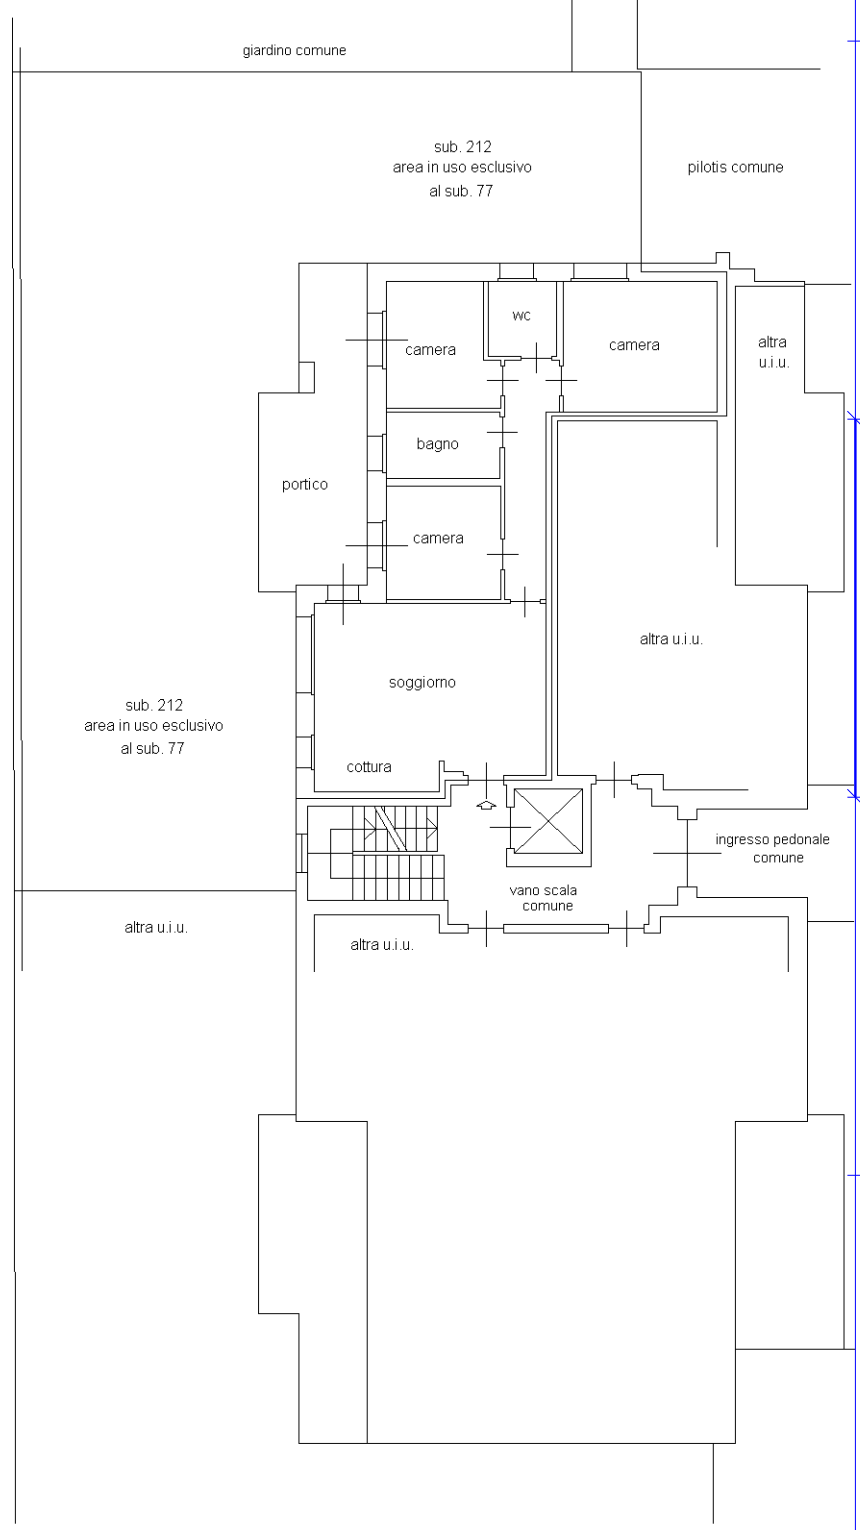 giardino comune
sub. 212
area in uso esclusivo
al sub. 77
pilotis comune
wc
camera
camera
altra
u.i.u.
bagno
portico
camera
altra u.i.u.
soggiorno
sub. 212
area in uso esclusivo
al sub. 77
cottura
ingresso pedonale
comune
vano scala
comune
altra u.i.u.
altra u.i.u.